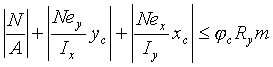 |N/A| + |Ne_y/I_x y_c| + |Ne_x/I_y x_c| ≤ φ_c R_y m